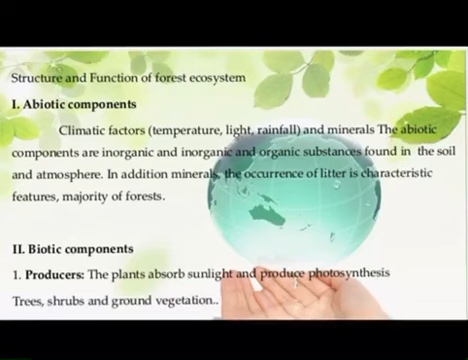 Structure and Function of forest ecosystem
I. Abiotic components
Climatic factors (temperature, light, rainfall) and minerals The abiotic
components are inorganic and inorganic and organic substances found in the soil
and atmosphere. In addition minerals, the occurrence of litter is characteristic
features, majority of forests.
II. Biotic components
1. Producers: The plants absorb sunlight and produce photosynthesis
Trees, shrubs and ground vegetation..